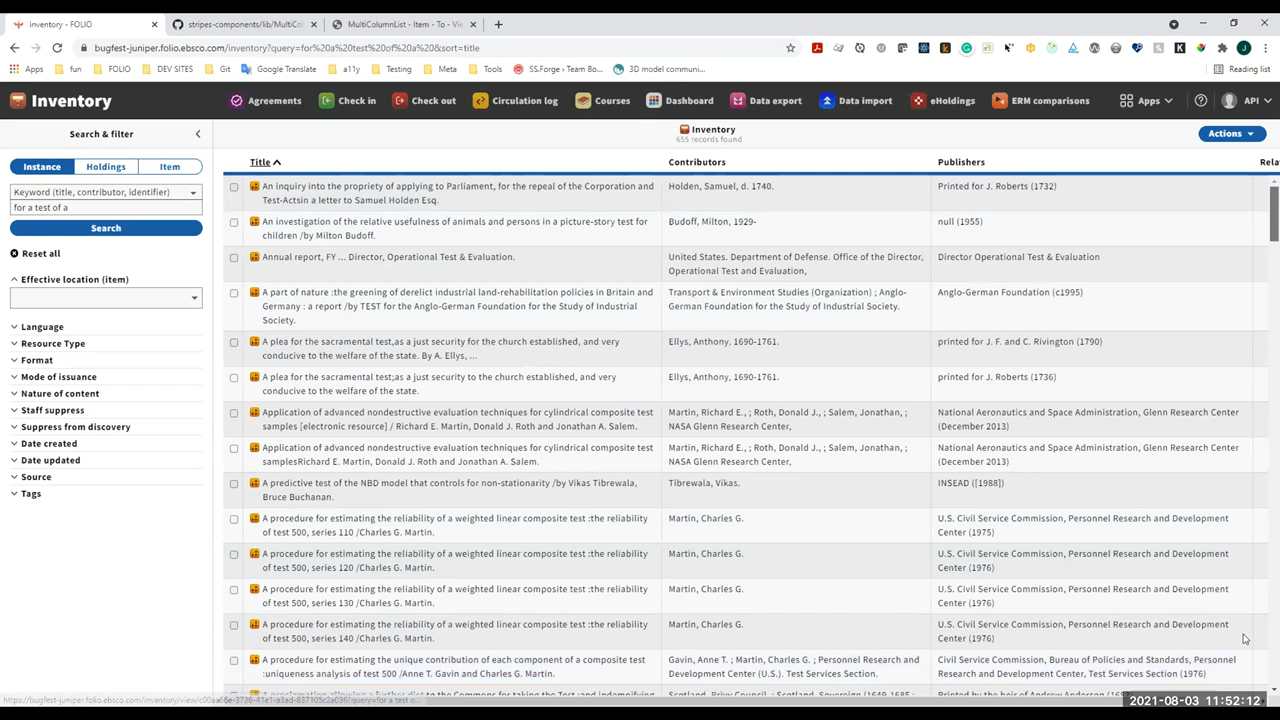 Inventory - FOLIO
stripes-components/lib/MultiCol
MultiColumnList - Item - To - Vie
bugfest-juniper.folio.ebsco.com/inventory?query=for%20a%20test%20of%20a%20&sort=title
Apps fun FOLIO DEV SITES Git Google Translate a11y Testing Meta Tools SS.Forge » Team Bo... 3D model communi... Reading list
Inventory Agreements Check in Check out Circulation log Courses Dashboard Data export Data import eHoldings ERM comparisons Apps API
Search & filter
Inventory
655 records found
Actions
Instance Holdings Item
Keyword (title, contributor, identifier)
for a test of a
Search
Reset all
Effective location (item)
Language
Resource Type
Format
Mode of issuance
Nature of content
Staff suppress
Suppress from discovery
Date created
Date updated
Source
Tags
Title Contributors Publishers Rela
An inquiry into the propriety of applying to Parliament, for the repeal of the Corporation and Holden, Samuel, d. 1740. Printed for J. Roberts (1732)
Test-Actsin a letter to Samuel Holden Esq.
An investigation of the relative usefulness of animals and persons in a picture-story test for Budoff, Milton, 1929- null (1955)
children /by Milton Budoff.
Annual report, FY ... Director, Operational Test & Evaluation. United States. Department of Defense. Office of the Director, Director Operational Test & Evaluation
Operational Test and Evaluation,
A part of nature :the greening of derelict industrial land-rehabilitation policies in Britain and Transport & Environment Studies (Organization) ; Anglo- Anglo-German Foundation (c1995)
Germany : a report /by TEST for the Anglo-German Foundation for the Study of Industrial German Foundation for the Study of Industrial Society.
Society.
A plea for the sacramental test,as a just security for the church established, and very Ellys, Anthony, 1690-1761. printed for J. F. and C. Rivington (1790)
conducive to the welfare of the state. By A. Ellys, ...
A plea for the sacramental test;as a just security to the church established, and very Ellys, Anthony, 1690-1761. printed for J. Roberts (1736)
conducive to the welfare of the state.
Application of advanced nondestructive evaluation techniques for cylindrical composite test Martin, Richard E., ; Roth, Donald J., ; Salem, Jonathan, ; National Aeronautics and Space Administration, Glenn Research Center
samples [electronic resource] / Richard E. Martin, Donald J. Roth and Jonathan A. Salem. NASA Glenn Research Center, (December 2013)
Application of advanced nondestructive evaluation techniques for cylindrical composite test Martin, Richard E., ; Roth, Donald J., ; Salem, Jonathan, ; National Aeronautics and Space Administration, Glenn Research Center
samplesRichard E. Martin, Donald J. Roth and Jonathan A. Salem. NASA Glenn Research Center, (December 2013)
A predictive test of the NBD model that controls for non-stationarity /by Vikas Tibrewala, Tibrewala, Vikas. INSEAD ([1988])
Bruce Buchanan.
A procedure for estimating the reliability of a weighted linear composite test :the reliability Martin, Charles G. U.S. Civil Service Commission, Personnel Research and Development
of test 500, series 110 /Charles G. Martin. Center (1975)
A procedure for estimating the reliability of a weighted linear composite test :the reliability Martin, Charles G. U.S. Civil Service Commission, Personnel Research and Development
of test 500, series 120 /Charles G. Martin. Center (1976)
A procedure for estimating the reliability of a weighted linear composite test :the reliability Martin, Charles G. U.S. Civil Service Commission, Personnel Research and Development
of test 500, series 130 /Charles G. Martin. Center (1976)
A procedure for estimating the reliability of a weighted linear composite test :the reliability Martin, Charles G. U.S. Civil Service Commission, Personnel Research and Development
of test 500, series 140 /Charles G. Martin. Center (1976)
A procedure for estimating the unique contribution of each component of a composite test Gavin, Anne T. ; Martin, Charles G. ; Personnel Research and Civil Service Commission, Bureau of Policies and Standards, Personnel
:uniqueness analysis of test 500 /Anne T. Gavin and Charles G. Martin. Development Center (U.S.). Test Services Section. Research and Development Center, Test Services Section (1976)
2021-08-03 11:52:12